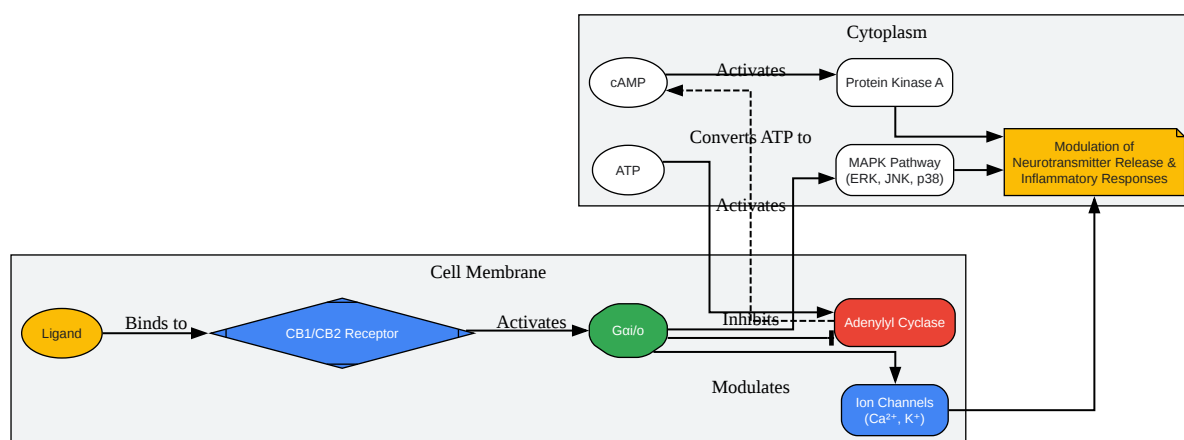 Cytoplasm
cAMP
Activates
Protein Kinase A
Converts ATP to
ATP
MAPK Pathway
(ERK, JNK, p38)
Modulation of
Neurotransmitter Release &
Inflammatory Responses
Activates
Cell Membrane
Ligand
Binds to
CB1/CB2 Receptor
Activates
Gαi/o
Inhibits
Adenylyl Cyclase
Modulates
Ion Channels
(Ca²⁺, K⁺)